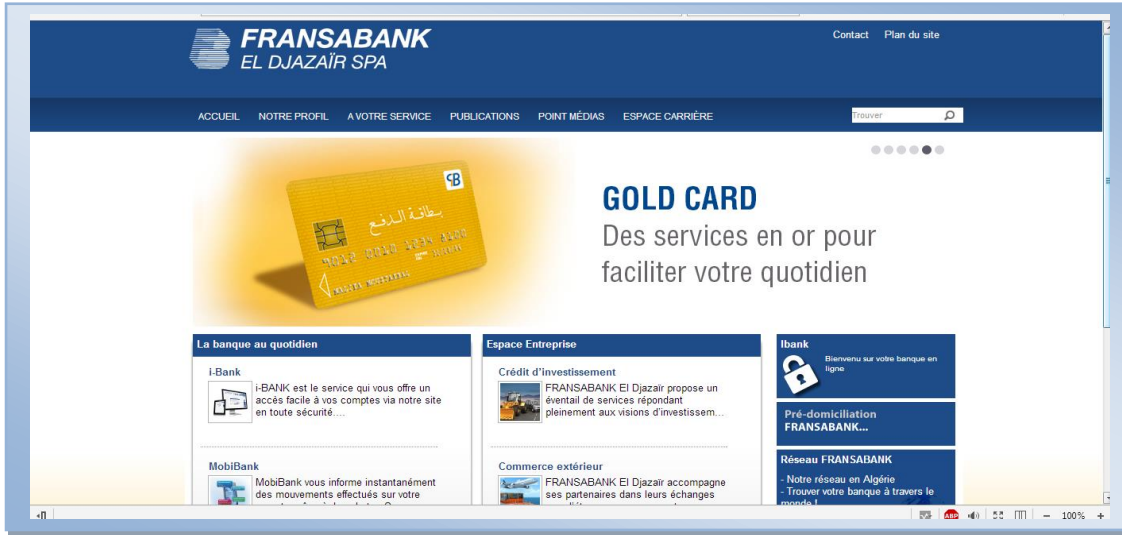 FRANSABANK
EL DJAZAÏR SPA
Contact Plan du site
ACCUEIL NOTRE PROFIL A VOTRE SERVICE PUBLICATIONS POINT MÉDIAS ESPACE CARRIÈRE
Trouver
بطاقة الدفع
GOLD CARD
Des services en or pour
faciliter votre quotidien
La banque au quotidien
i-Bank
i-BANK est le service qui vous offre un
accès facile à vos comptes via notre site
en toute sécurité....
MobiBank
MobiBank vous informe instantanément
des mouvements effectués sur votre
Espace Entreprise
Crédit d'investissement
FRANSABANK El Djazaïr propose un
éventail de services répondant
pleinement aux visions d'investissem...
Commerce extérieur
FRANSABANK El Djazaïr accompagne
ses partenaires dans leurs échanges
Ibank
Bienvenu sur votre banque en
ligne
Pré-domiciliation
FRANSABANK...
Réseau FRANSABANK
- Notre réseau en Algérie
- Trouver votre banque à travers le
monde !
ABP
100%